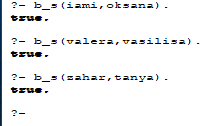 ?- b_s(iami,oksana).
true.
?- b_s(valera,vasilisa).
true.
?- b_s(zahar,tanya).
true.
?-